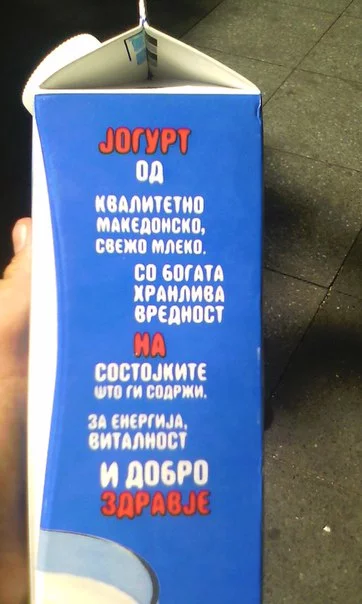 ЈОГУРТ
ОД
КВАЛИТЕТНО
МАКЕДОНСКО,
СВЕЖО МЛЕКО.
СО БОГАТА
ХРАНЛИВА
ВРЕДНОСТ
НА
СОСТОЈКИТЕ
ШТО ГИ СОДРЖИ.
ЗА ЕНЕРГИЈА,
ВИТАЛНОСТ
И ДОБРО
ЗДРАВЈЕ